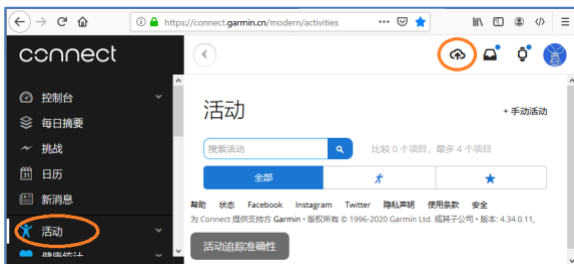 https://connect.garmin.cn/modern/activities
connect
控制台
每日摘要
挑战
日历
新消息
活动
健康统计
活动
+ 手动活动
搜索活动
比较 0 个项目，最多 4 个项目
全部
帮助 状态 Facebook Instagram Twitter 隐私声明 使用条款 安全
为 Connect 提供支持方 Garmin • 版权所有 © 1996-2020 Garmin Ltd. 或其子公司 • 版本: 4.34.0.11,
活动追踪准确性